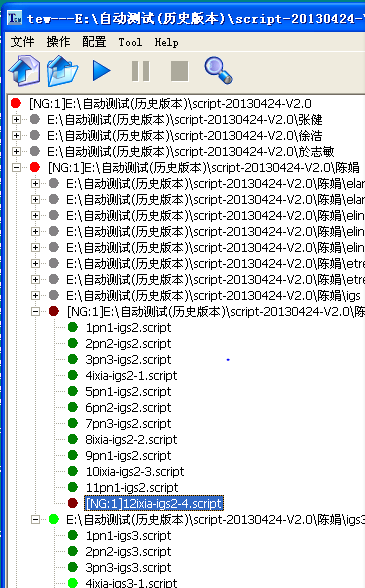 tew---E:\自动测试(历史版本)\script-20130424-V
文件 操作 配置 Tool Help
[NG:1]E:\自动测试(历史版本)\script-20130424-V2.0
E:\自动测试(历史版本)\script-20130424-V2.0\张健
E:\自动测试(历史版本)\script-20130424-V2.0\徐洁
E:\自动测试(历史版本)\script-20130424-V2.0\於志敏
[NG:1]E:\自动测试(历史版本)\script-20130424-V2.0\陈娟
E:\自动测试(历史版本)\script-20130424-V2.0\陈娟\elar
E:\自动测试(历史版本)\script-20130424-V2.0\陈娟\elar
E:\自动测试(历史版本)\script-20130424-V2.0\陈娟\elin
E:\自动测试(历史版本)\script-20130424-V2.0\陈娟\elin
E:\自动测试(历史版本)\script-20130424-V2.0\陈娟\elin
E:\自动测试(历史版本)\script-20130424-V2.0\陈娟\etre
E:\自动测试(历史版本)\script-20130424-V2.0\陈娟\etre
E:\自动测试(历史版本)\script-20130424-V2.0\陈娟\igs
[NG:1]E:\自动测试(历史版本)\script-20130424-V2.0\陈
1pn1-igs2.script
2pn2-igs2.script
3pn3-igs2.script
4ixia-igs2-1.script
5pn1-igs2.script
6pn2-igs2.script
7pn3-igs2.script
8ixia-igs2-2.script
9pn1-igs2.script
10ixia-igs2-3.script
11pn1-igs2.script
[NG:1]12ixia-igs2-4.script
E:\自动测试(历史版本)\script-20130424-V2.0\陈娟\igs3
1pn1-igs3.script
2pn2-igs3.script
3pn3-igs3.script
4ixia-igs3-1.script